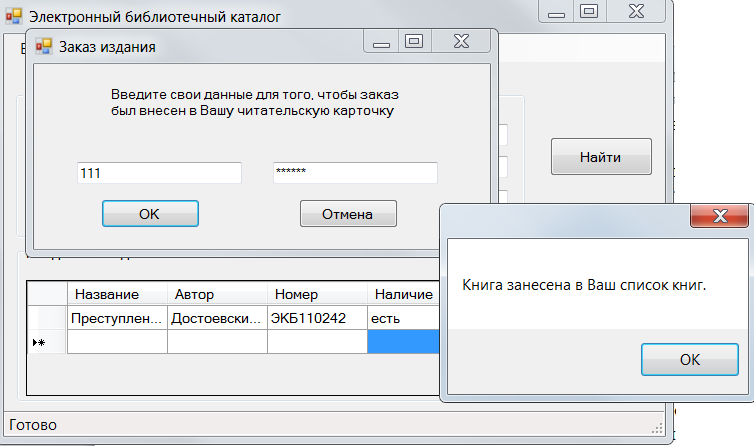 Электронный библиотечный каталог
Заказ издания
Введите свои данные для того, чтобы заказ
был внесен в Вашу читательскую карточку
111 ******
OK Отмена
Найти
Книга занесена в Ваш список книг.
OK
Название Автор Номер Наличие
Преступлен... Достоевски... ЭКБ110242 есть
Готово